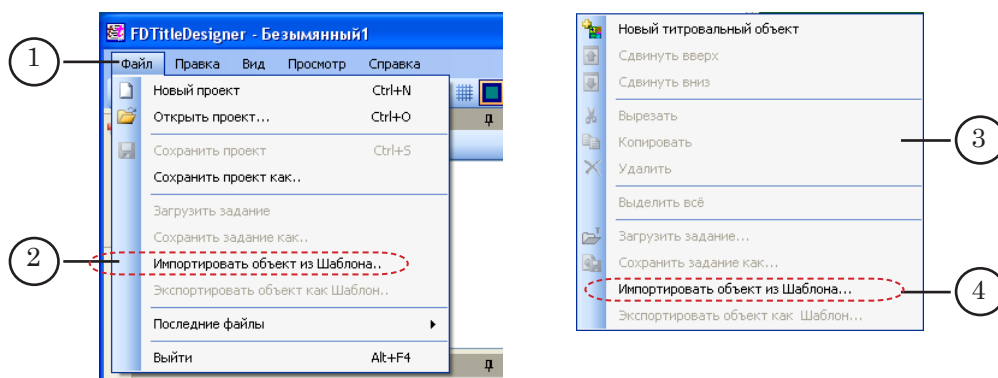 FDTitleDesigner - Безымянный1
1
Файл Правка Вид Просмотр Справка
Новый проект Ctrl+N
Открыть проект... Ctrl+O
Сохранить проект Ctrl+S
Сохранить проект как..
Загрузить задание
Сохранить задание как..
2
Импортировать объект из Шаблона..
Экспортировать объект как Шаблон..
Последние файлы
Выйти Alt+F4
Новый титровальный объект
Сдвинуть вверх
Сдвинуть вниз
Вырезать
Копировать
3
Удалить
Выделить всё
Загрузить задание...
Сохранить задание как...
Импортировать объект из Шаблона...
4
Экспортировать объект как Шаблон...